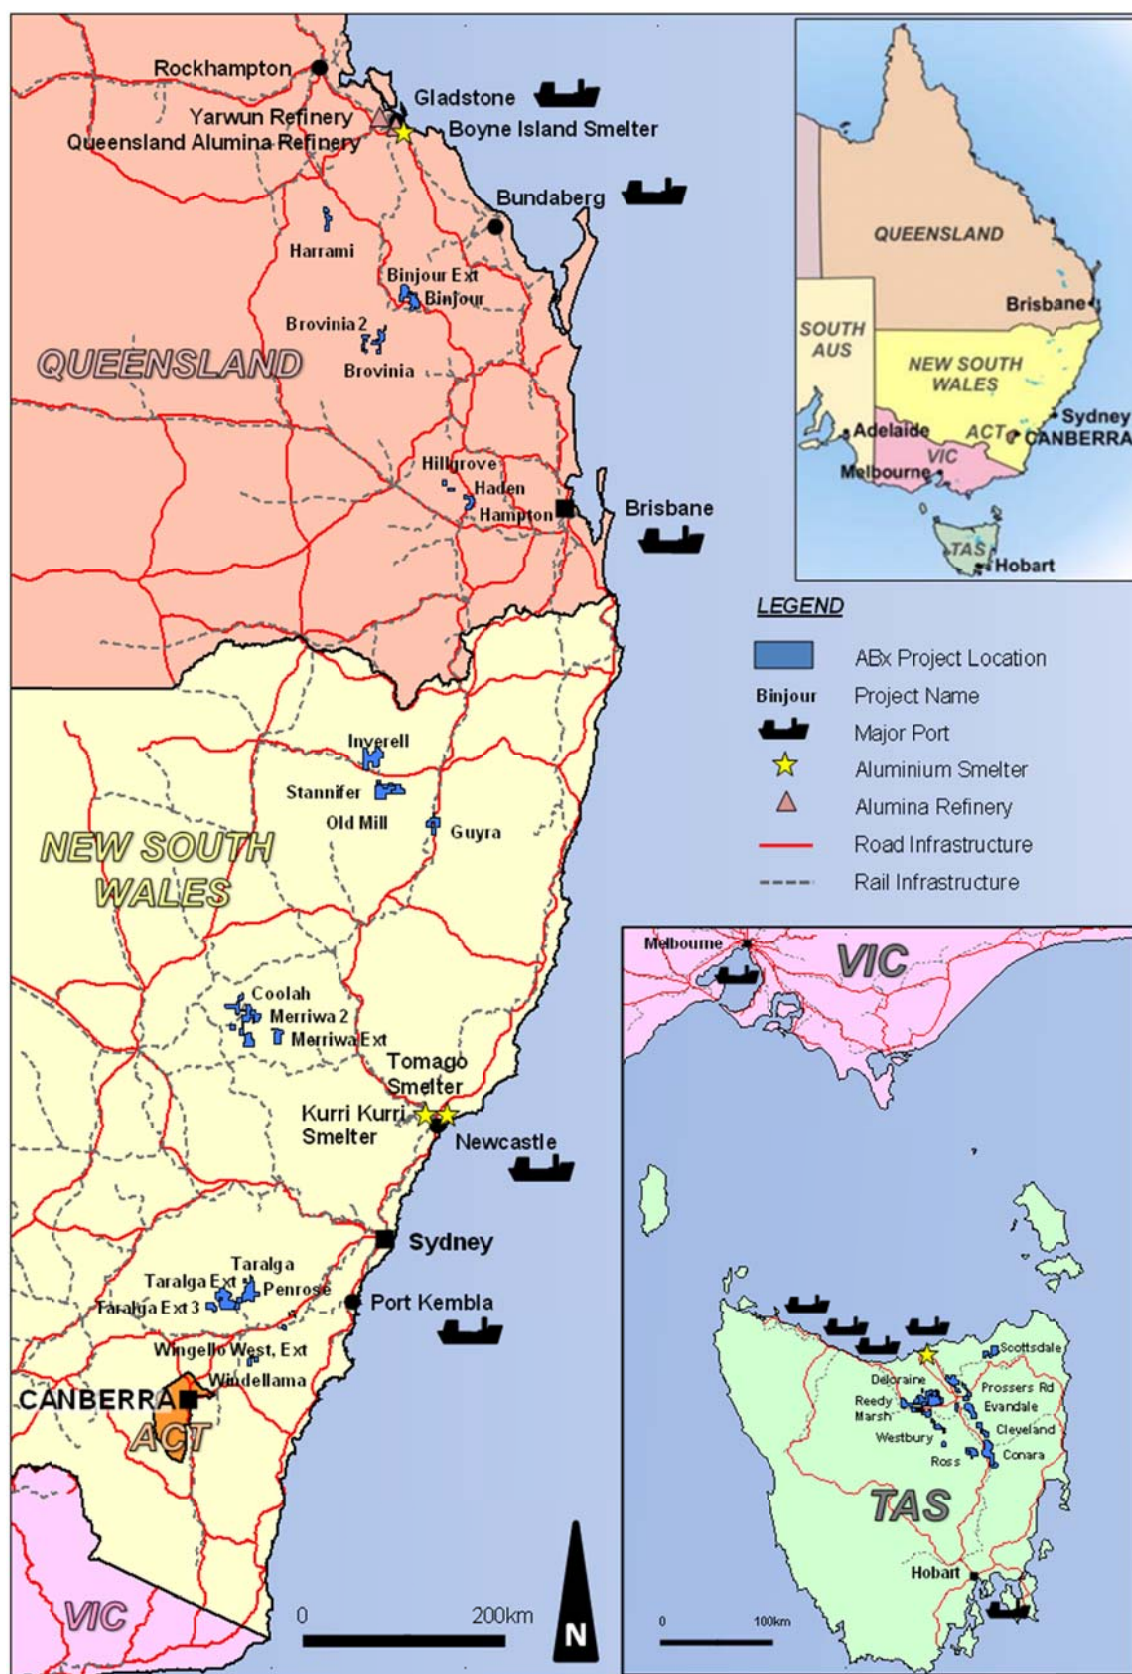 Rockhampton
Gladstone
Yarwun Refinery
Boyne Island Smelter
Queensland Alumina Refinery
Bundaberg
Harrami
Binjour Ext
Binjour
Brovinia 2
Brovinia
QUEENSLAND
Hillgrove
Haden
Hampton
Brisbane
Inverell
Stannifer
Old Mill
Guyra
NEW SOUTH
WALES
Coolah
Merriwa 2
Merriwa Ext
Tomago
Smelter
Kurri Kurri
Smelter
Newcastle
Sydney
Taralga
Taralga Ext
Penrose
Taralga Ext 3
Port Kembla
Wingello West, Ext
Windellama
CANBERRA
ACT
VIC
0
200km
N
QUEENSLAND
Brisbane
SOUTH
AUS
NEW SOUTH
WALES
Sydney
ACT
CANBERRA
Adelaide
VIC
Melbourne
TAS
Hobart
LEGEND
ABx Project Location
Binjour
Project Name
Major Port
Aluminium Smelter
Alumina Refinery
Road Infrastructure
Rail Infrastructure
Melbourne
VIC
Scottsdale
Deloraine
Prossers Rd
Reedy
Marsh
Evandale
Westbury
Cleveland
Ross
Conara
TAS
Hobart
0
100km